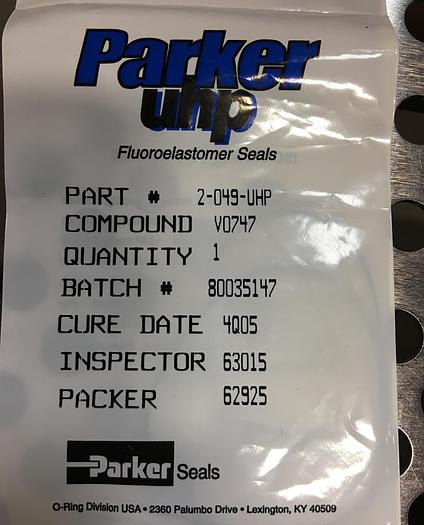 Parker
uhp
Fluoroelastomer Seals
PART # 2-049-UHP
COMPOUND V0747
QUANTITY 1
BATCH # 80035147
CURE DATE 4Q05
INSPECTOR 63015
PACKER 62925
Parker Seals
O-Ring Division USA • 2360 Palumbo Drive • Lexington, KY 40509